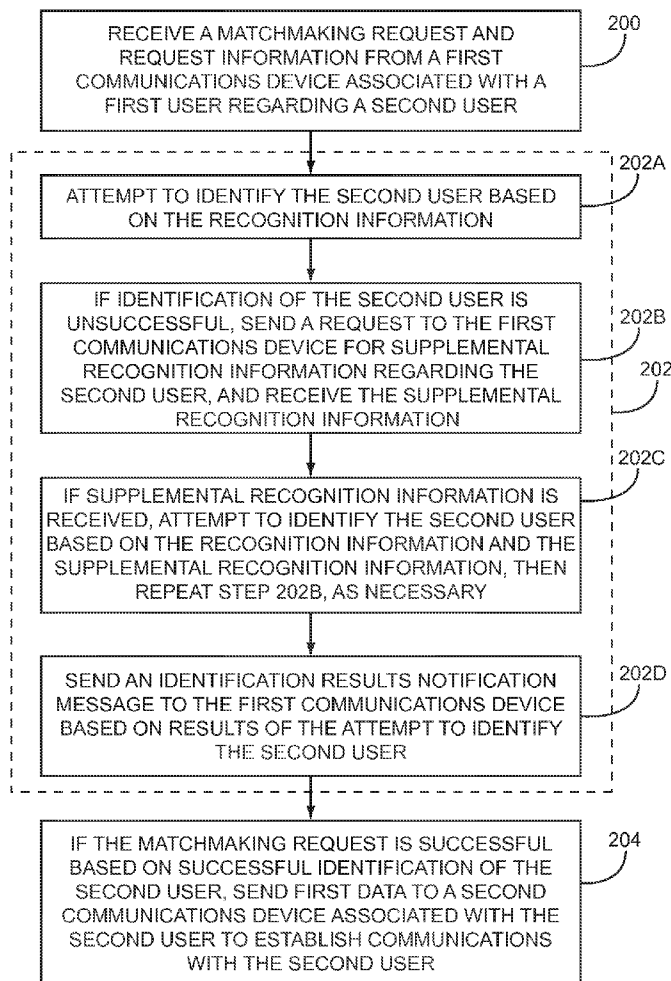 RECEIVE A MATCHMAKING REQUEST AND
REQUEST INFORMATION FROM A FIRST
COMMUNICATIONS DEVICE ASSOCIATED WITH A
FIRST USER REGARDING A SECOND USER
200
ATTEMPT TO IDENTIFY THE SECOND USER BASED
ON THE RECOGNITION INFORMATION
202A
IF IDENTIFICATION OF THE SECOND USER IS
UNSUCCESSFUL, SEND A REQUEST TO THE FIRST
COMMUNICATIONS DEVICE FOR SUPPLEMENTAL
RECOGNITION INFORMATION REGARDING THE
SECOND USER, AND RECEIVE THE SUPPLEMENTAL
RECOGNITION INFORMATION
202B
202
IF SUPPLEMENTAL RECOGNITION INFORMATION IS
RECEIVED, ATTEMPT TO IDENTIFY THE SECOND USER
BASED ON THE RECOGNITION INFORMATION AND THE
SUPPLEMENTAL RECOGNITION INFORMATION, THEN
REPEAT STEP 202B, AS NECESSARY
202C
SEND AN IDENTIFICATION RESULTS NOTIFICATION
MESSAGE TO THE FIRST COMMUNICATIONS DEVICE
BASED ON RESULTS OF THE ATTEMPT TO IDENTIFY
THE SECOND USER
202D
IF THE MATCHMAKING REQUEST IS SUCCESSFUL
BASED ON SUCCESSFUL IDENTIFICATION OF THE
SECOND USER, SEND FIRST DATA TO A SECOND
COMMUNICATIONS DEVICE ASSOCIATED WITH THE
SECOND USER TO ESTABLISH COMMUNICATIONS
WITH THE SECOND USER
204